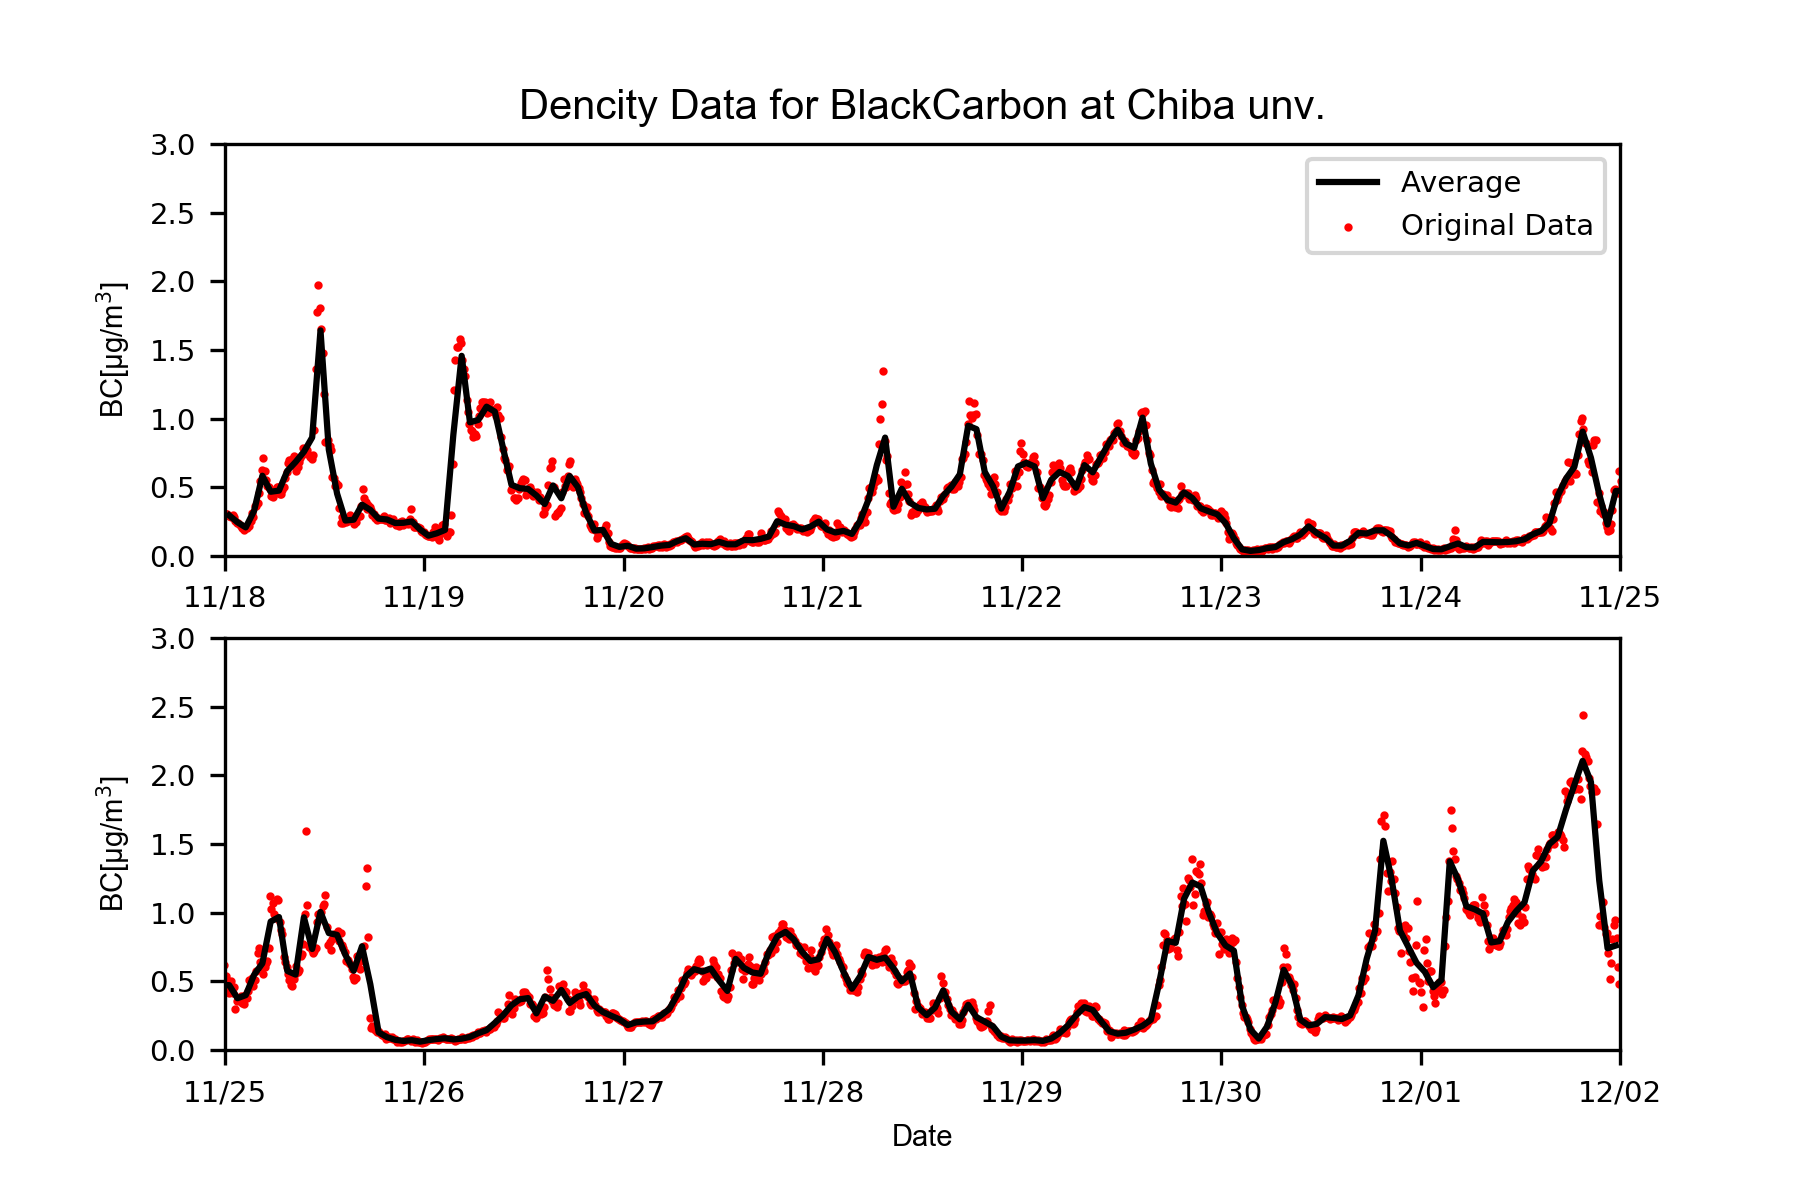 Dencity Data for BlackCarbon at Chiba unv.
3.0
2.5
2.0
1.5
1.0
0.5
0.0
BC[μg/m³]
Average
Original Data
11/18 11/19 11/20 11/21 11/22 11/23 11/24 11/25
3.0
2.5
2.0
1.5
1.0
0.5
0.0
BC[μg/m³]
11/25 11/26 11/27 11/28 11/29 11/30 12/01 12/02
Date